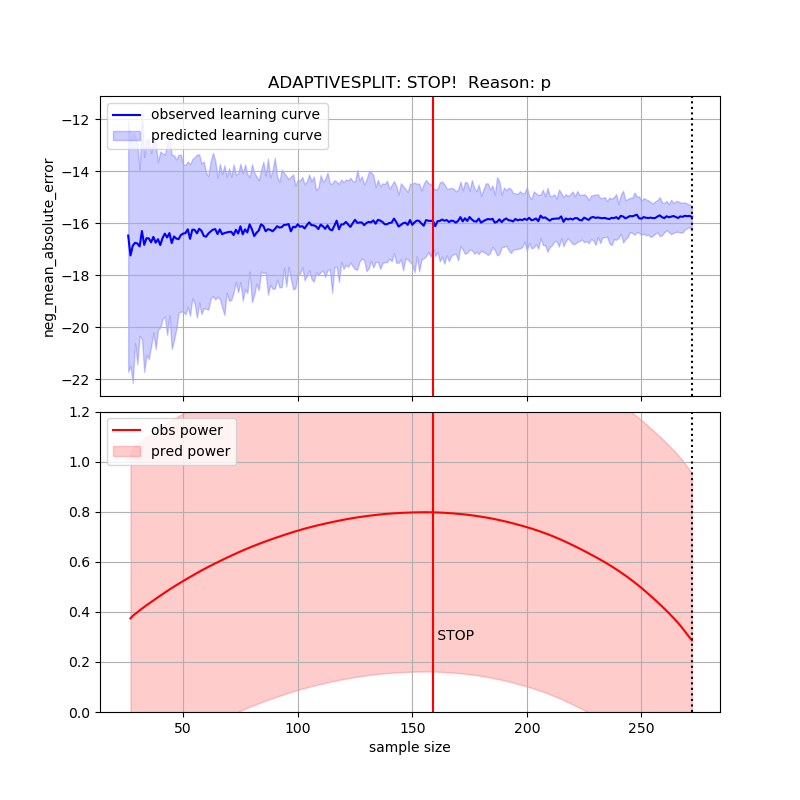 ADAPTIVESPLIT: STOP!  Reason: p
observed learning curve
predicted learning curve
neg_mean_absolute_error
−12
−14
−16
−18
−20
−22
obs power
pred power
1.2
1.0
0.8
0.6
0.4
0.2
0.0
STOP
50
100
150
200
250
sample size